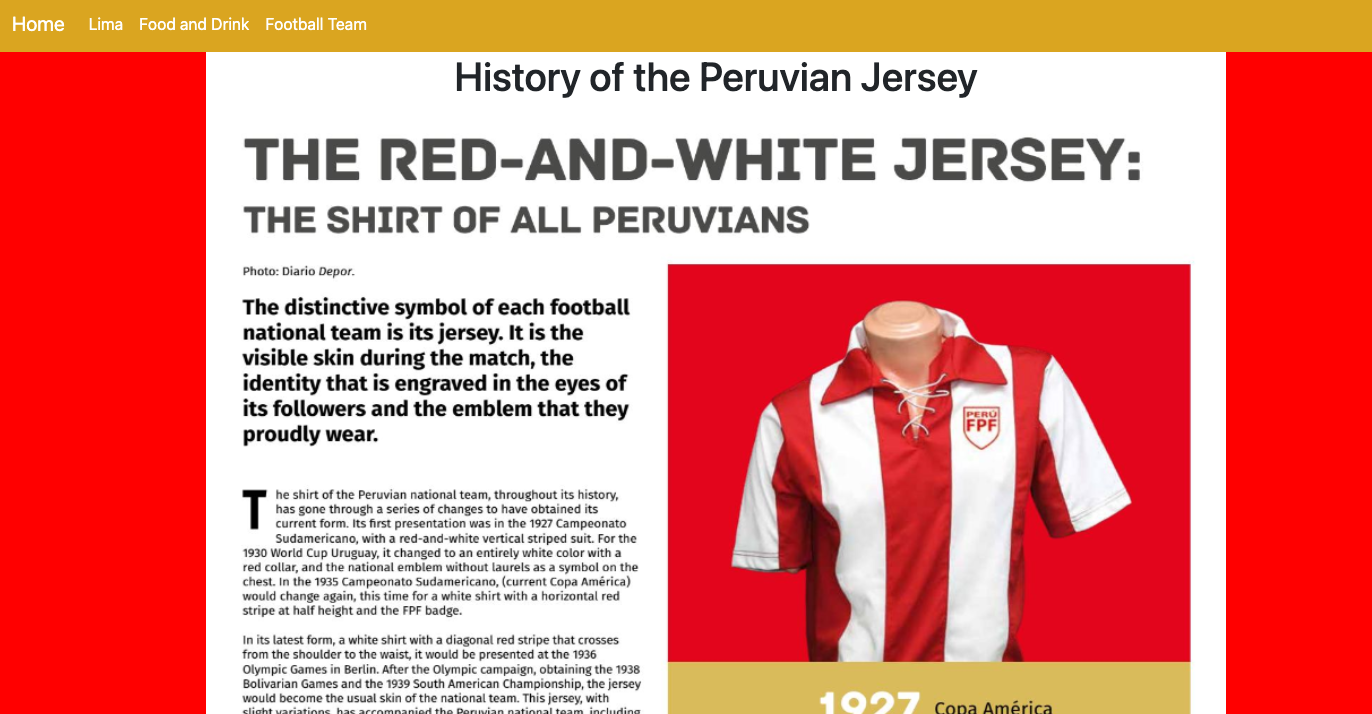 Home Lima Food and Drink Football Team
History of the Peruvian Jersey
THE RED-AND-WHITE JERSEY:
THE SHIRT OF ALL PERUVIANS
Photo: Diario Depor.
The distinctive symbol of each football
national team is its jersey. It is the
visible skin during the match, the
identity that is engraved in the eyes of
its followers and the emblem that they
proudly wear.
The shirt of the Peruvian national team, throughout its history,
has gone through a series of changes to have obtained its
current form. Its first presentation was in the 1927 Campeonato
Sudamericano, with a red-and-white vertical striped suit. For the
1930 World Cup Uruguay, it changed to an entirely white color with a
red collar, and the national emblem without laurels as a symbol on the
chest. In the 1935 Campeonato Sudamericano, (current Copa América)
would change again, this time for a white shirt with a horizontal red
stripe at half height and the FPF badge.
In its latest form, a white shirt with a diagonal red stripe that crosses
from the shoulder to the waist, it would be presented at the 1936
Olympic Games in Berlin. After the Olympic campaign, obtaining the 1938
Bolivarian Games and the 1939 South American Championship, the jersey
would become the usual skin of the national team. This jersey, with
slight variations, has accompanied the Peruvian national team, including
PERÚ
FPF
1927 Copa América